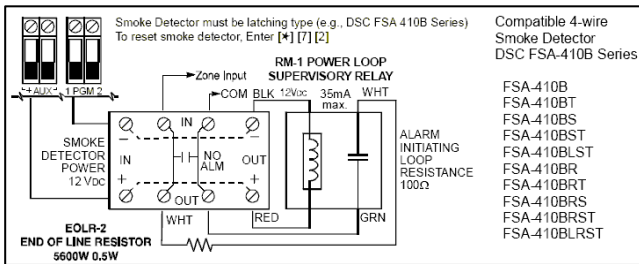 Smoke Detector must be latching type (e.g., DSC FSA 410B Series)
To reset smoke detector, Enter [*] [7] [2]
Compatible 4-wire
Smoke Detector
DSC FSA-410B Series
FSA-410B
FSA-410BT
FSA-410BS
FSA-410BST
FSA-410BLST
FSA-410BR
FSA-410BRT
FSA-410BRS
FSA-410BRST
FSA-410BLRST
+ AUX -
1 PGM 2
Zone Input
RM-1 POWER LOOP
SUPERVISORY RELAY
COM BLK 12VDC 35mA max. WHT
SMOKE
DETECTOR
POWER
12 VDC
IN
IN
NO
ALM
OUT
OUT
ALARM
INITIATING
LOOP
RESISTANCE
100Ω
WHT
RED
GRN
EOLR-2
END OF LINE RESISTOR
5600W 0.5W